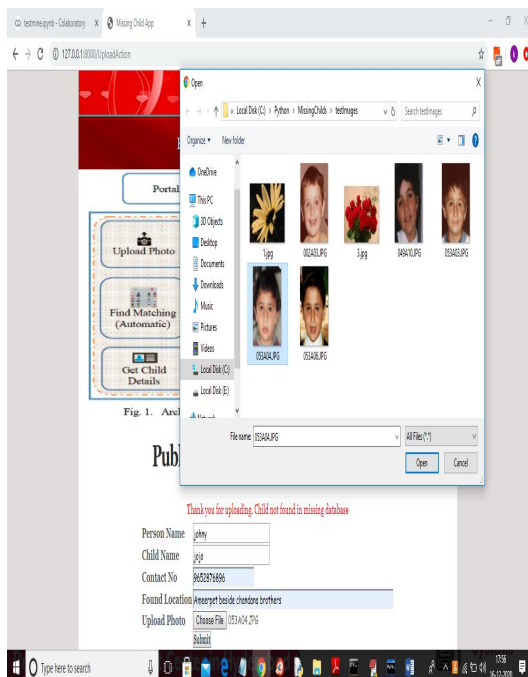 testmine.ipynb - Colaboratory
Missing Child App
127.0.0.1:8000/UploadAction
Open
« Local Disk (C:) › Python › MissingChilds › testImages
Search testImages
Organize
New folder
OneDrive
This PC
3D Objects
Desktop
Documents
Downloads
Music
Pictures
Videos
Local Disk (C:)
Local Disk (E:)
1.jpg
002A03.JPG
3.jpg
049A10.JPG
053A03.JPG
053A04.JPG
053A06.JPG
File name:
053A04.JPG
All Files (*.*)
Open
Cancel
Portal
Upload Photo
Find Matching
(Automatic)
Get Child
Details
Fig. 1.
Publ
Thank you for uploading. Child not found in missing database
Person Name
johny
Child Name
jojo
Contact No
9652876896
Found Location
Ameerpet beside chandana brothers
Upload Photo
Choose File
053A04.JPG
Submit
Type here to search
17:56
16-12-2020